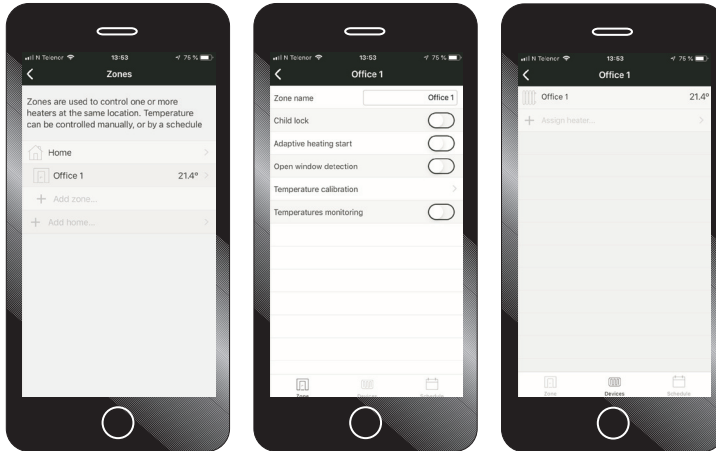 N Telenor 13:53 75 %
Zones
Zones are used to control one or more
heaters at the same location. Temperature
can be controlled manually, or by a schedule
Home
Office 1 21.4°
+ Add zone...
+ Add home...
N Telenor 13:53 75 %
Office 1
Zone name Office 1
Child lock
Adaptive heating start
Open window detection
Temperature calibration
Temperatures monitoring
Zone Devices Schedule
N Telenor 13:53 75 %
Office 1
Office 1 21.4°
+ Assign heater...
Zone Devices Schedule